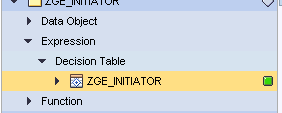 ZGE_INITIATOR
Data Object
Expression
Decision Table
ZGE_INITIATOR
Function